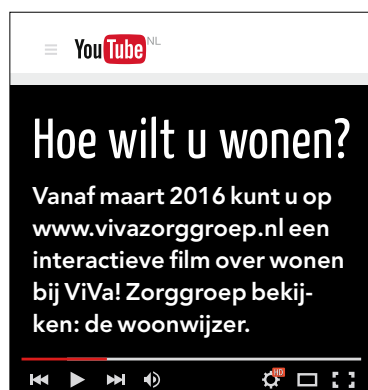 YouTube NL
Hoe wilt u wonen?
Vanaf maart 2016 kunt u op
www.vivazorggroep.nl een
interactieve film over wonen
bij ViVa! Zorggroep bekij-
ken: de woonwijzer.
HD